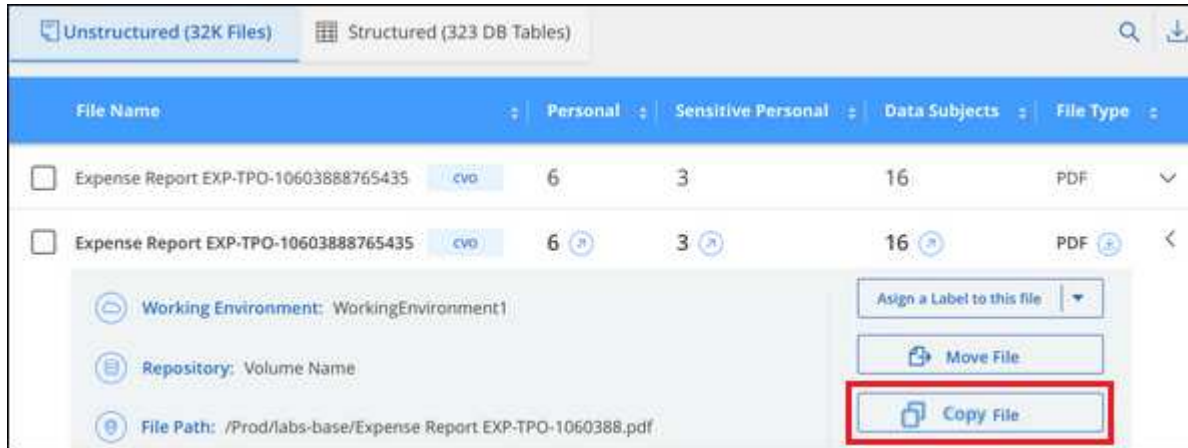 Unstructured (32K Files) Structured (323 DB Tables)
File Name Personal Sensitive Personal Data Subjects File Type
Expense Report EXP-TPO-10603888765435 CVO 6 3 16 PDF
Expense Report EXP-TPO-10603888765435 CVO 6 3 16 PDF
Working Environment: WorkingEnvironment1 Asign a Label to this file
Repository: Volume Name Move File
File Path: /Prod/labs-base/Expense Report EXP-TPO-1060388.pdf Copy File